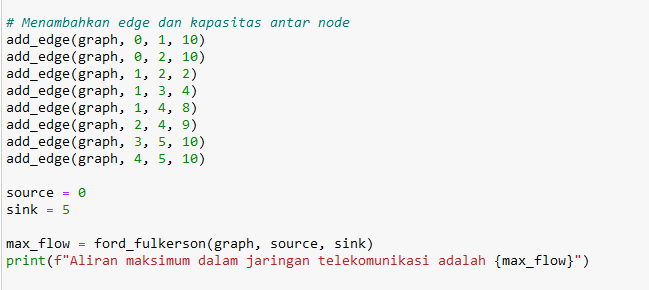 # Menambahkan edge dan kapasitas antar node
add_edge(graph, 0, 1, 10)
add_edge(graph, 0, 2, 10)
add_edge(graph, 1, 2, 2)
add_edge(graph, 1, 3, 4)
add_edge(graph, 1, 4, 8)
add_edge(graph, 2, 4, 9)
add_edge(graph, 3, 5, 10)
add_edge(graph, 4, 5, 10)
source = 0
sink = 5
max_flow = ford_fulkerson(graph, source, sink)
print(f"Aliran maksimum dalam jaringan telekomunikasi adalah {max_flow}")